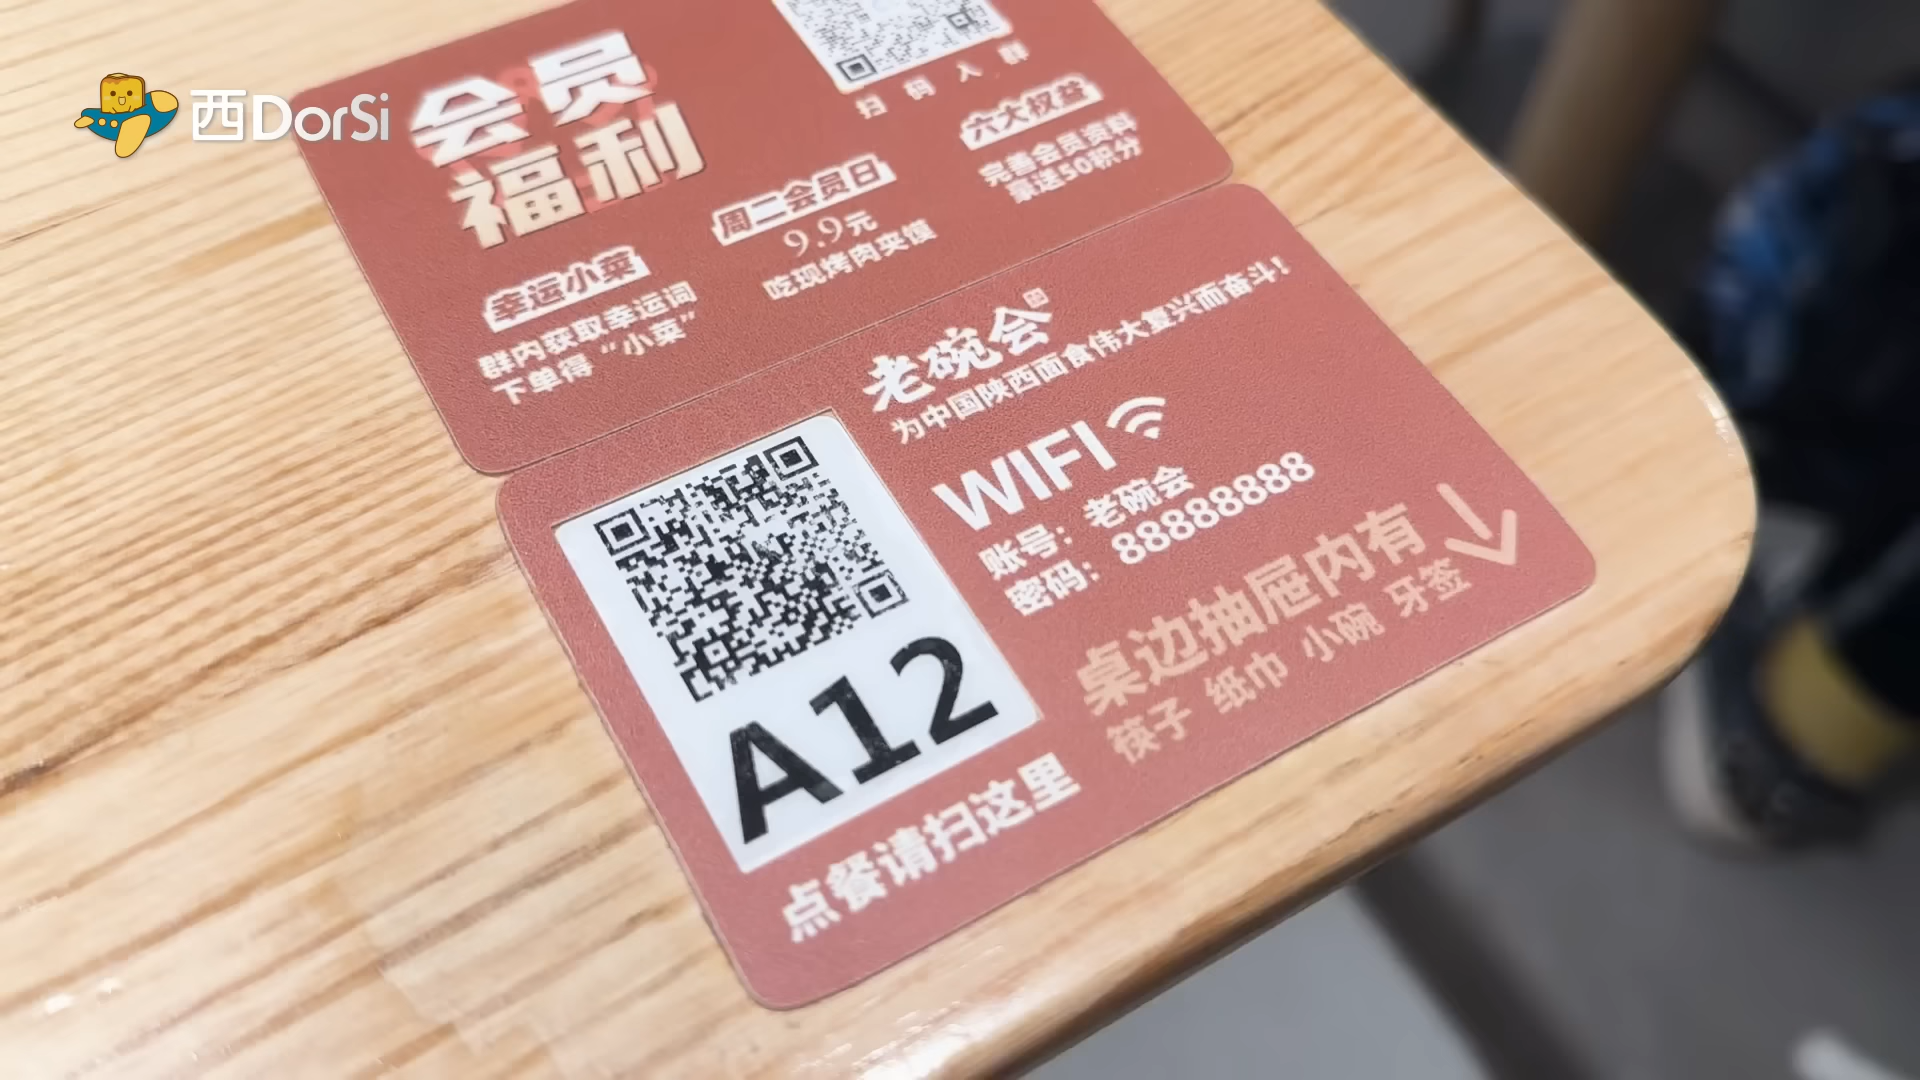 西DorSi
会员
福利
扫码入群
幸运小菜
群内获取幸运词
下单得“小菜”
周二会员日
9.9元
吃现烤肉夹馍
六大权益
完善会员资料
享送50积分
老碗会
为中国陕西面食伟大复兴而奋斗!
WIFI
账号：老碗会
密码：88888888
桌边抽屉内有
筷子 纸巾 小碗 牙签
A12
点餐请扫这里